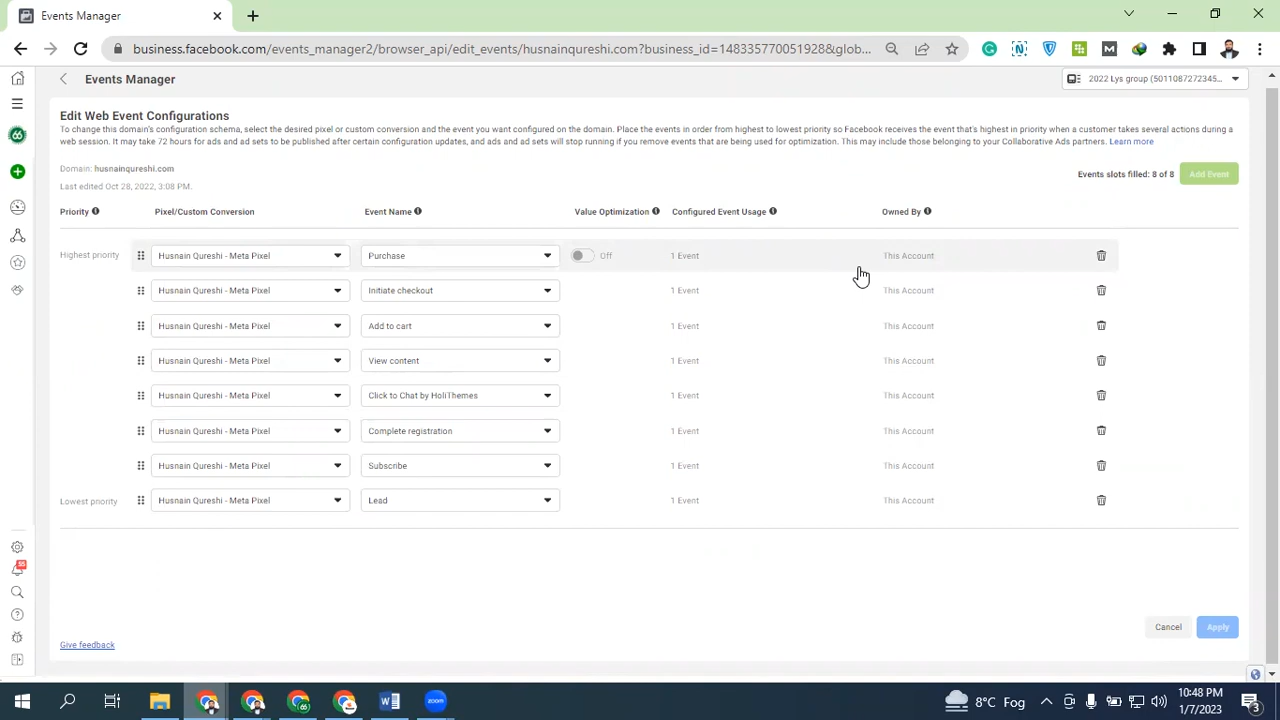 Events Manager
business.facebook.com/events_manager2/browser_api/edit_events/husnainqureshi.com?business_id=148335770051928&glob...
Events Manager
2022 Lys group (5011087272345...
Edit Web Event Configurations
To change this domain's configuration schema, select the desired pixel or custom conversion and the event you want configured on the domain. Place the events in order from highest to lowest priority so Facebook receives the event that's highest in priority when a customer takes several actions during a
web session. It may take 72 hours for ads and ad sets to be published after certain configuration updates, and ads and ad sets will stop running if you remove events that are being used for optimization. This may include those belonging to your Collaborative Ads partners. Learn more
Domain: husnainqureshi.com
Events slots filled: 8 of 8 Add Event
Last edited Oct 28, 2022, 3:08 PM.
Priority Pixel/Custom Conversion Event Name Value Optimization Configured Event Usage Owned By
Highest priority Husnain Qureshi - Meta Pixel Purchase Off 1 Event This Account
Husnain Qureshi - Meta Pixel Initiate checkout 1 Event This Account
Husnain Qureshi - Meta Pixel Add to cart 1 Event This Account
Husnain Qureshi - Meta Pixel View content 1 Event This Account
Husnain Qureshi - Meta Pixel Click to Chat by HoliThemes 1 Event This Account
Husnain Qureshi - Meta Pixel Complete registration 1 Event This Account
Husnain Qureshi - Meta Pixel Subscribe 1 Event This Account
Lowest priority Husnain Qureshi - Meta Pixel Lead 1 Event This Account
55
Cancel Apply
Give feedback
zoom
8°C Fog
10:48 PM
1/7/2023
3